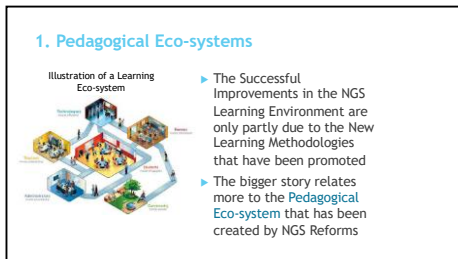 1. Pedagogical Eco-systems
Illustration of a Learning
Eco-system
► The Successful
Improvements in the NGS
Learning Environment are
only partly due to the New
Learning Methodologies
that have been promoted
► The bigger story relates
more to the Pedagogical
Eco-system that has been
created by NGS Reforms